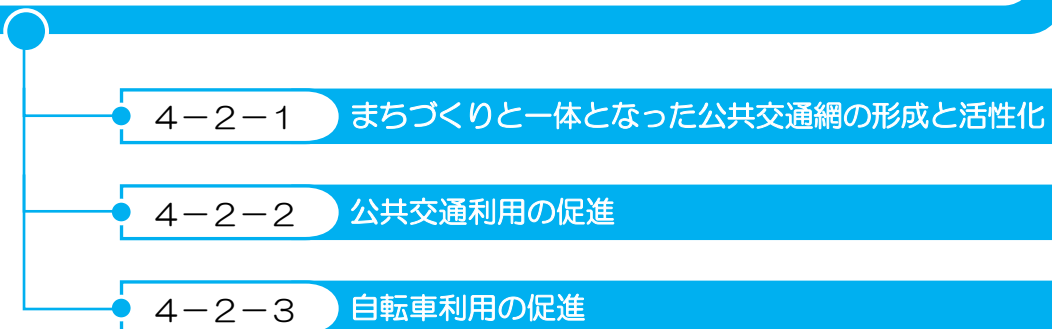 4－2－1 まちづくりと一体となった公共交通網の形成と活性化
4－2－2 公共交通利用の促進
4－2－3 自転車利用の促進